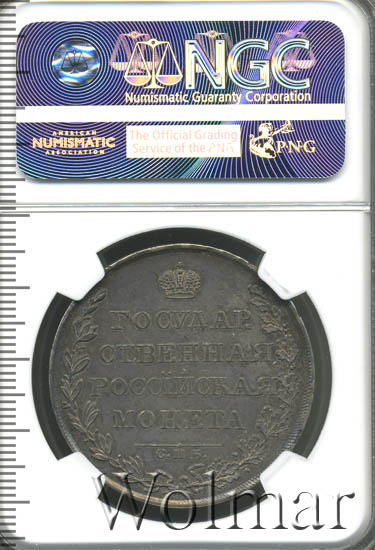 NGC
Numismatic Guaranty Corporation
AMERICAN
NUMISMATIC
ASSOCIATION
The Official Grading
Service of the PNG
P·N·G
ГОСУДАР
СТВЕННАЯ
РОССІЙСКАЯ
МОНЕТА
С.П.Б.
Wolmar